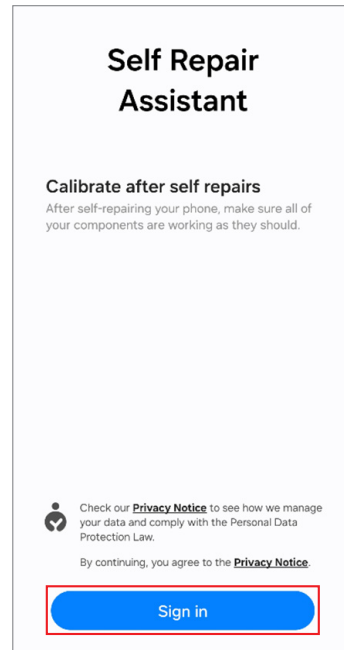 Self Repair
Assistant
Calibrate after self repairs
After self-repairing your phone, make sure all of
your components are working as they should.
Check our Privacy Notice to see how we manage
your data and comply with the Personal Data
Protection Law.
By continuing, you agree to the Privacy Notice.
Sign in